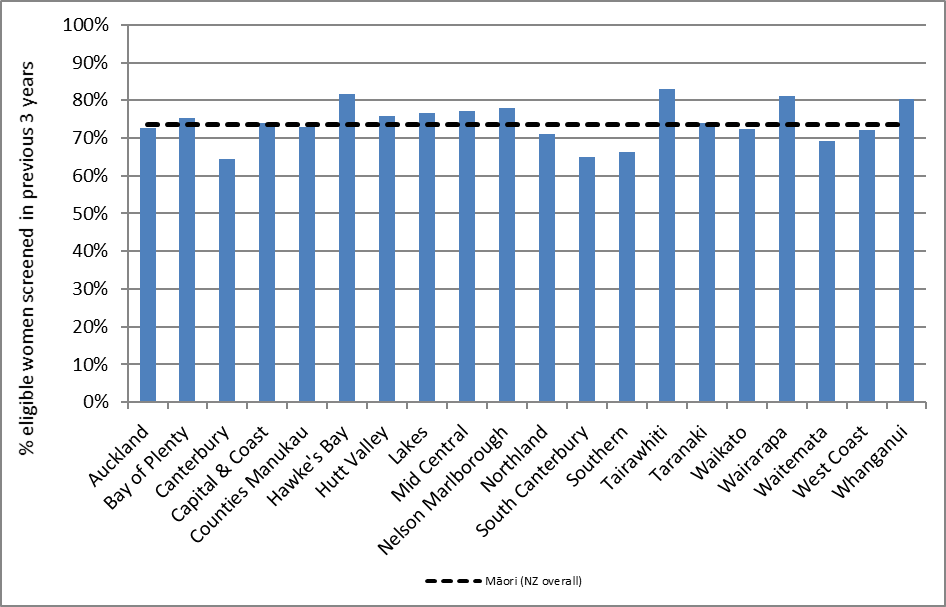 % eligible women screened in previous 3 years
100%
90%
80%
70%
60%
50%
40%
30%
20%
10%
0%
Auckland
Bay of Plenty
Canterbury
Capital & Coast
Counties Manukau
Hawke's Bay
Hutt Valley
Lakes
Mid Central
Nelson Marlborough
Northland
South Canterbury
Southern
Tairawhiti
Taranaki
Waikato
Wairarapa
Waitemata
West Coast
Whanganui
Māori (NZ overall)